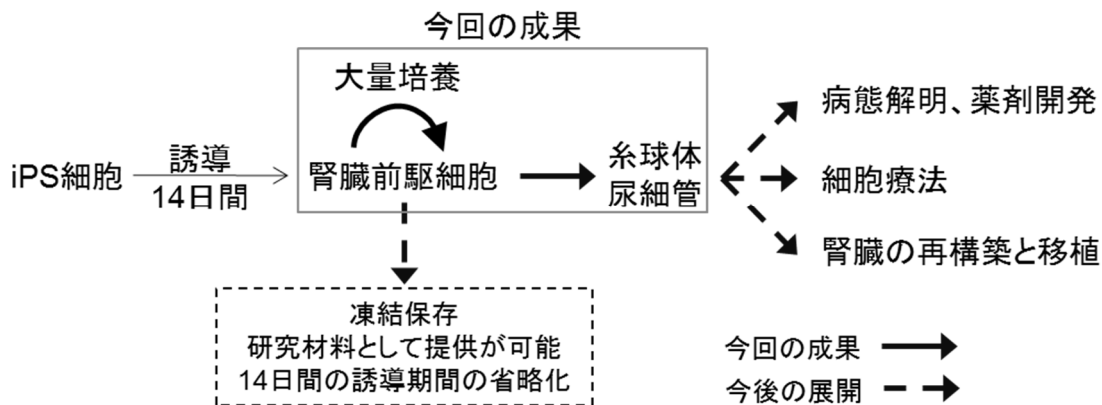 今回の成果
大量培養
iPS細胞
誘導
14日間
腎臓前駆細胞
糸球体
尿細管
病態解明、薬剤開発
細胞療法
腎臓の再構築と移植
凍結保存
研究材料として提供が可能
14日間の誘導期間の省略化
今回の成果
今後の展開